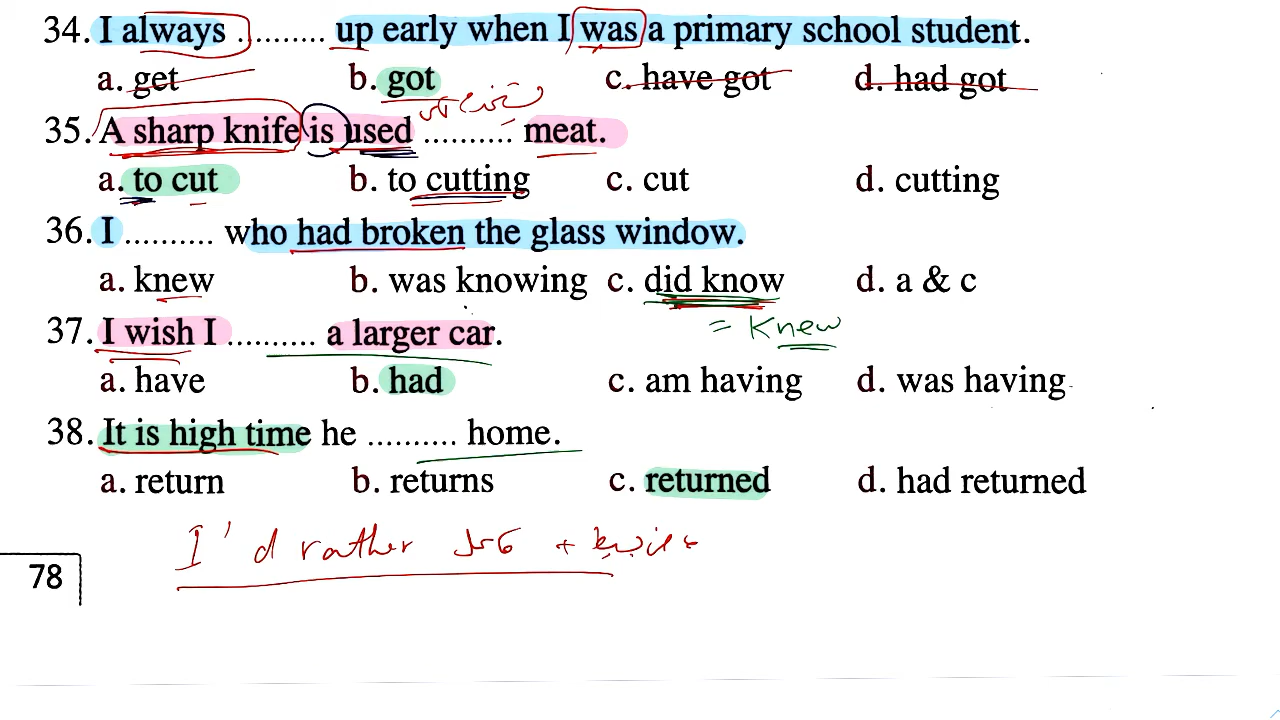 34. I always .......... up early when I was a primary school student.
a. get b. got c. have got d. had got
35. A sharp knife is used .......... meat.
a. to cut b. to cutting c. cut d. cutting
36. I .......... who had broken the glass window.
a. knew b. was knowing c. did know d. a & c
= Knew
37. I wish I .......... a larger car.
a. have b. had c. am having d. was having
38. It is high time he .......... home.
a. return b. returns c. returned d. had returned
I'd rather فاعل + ماضي بسيط
78